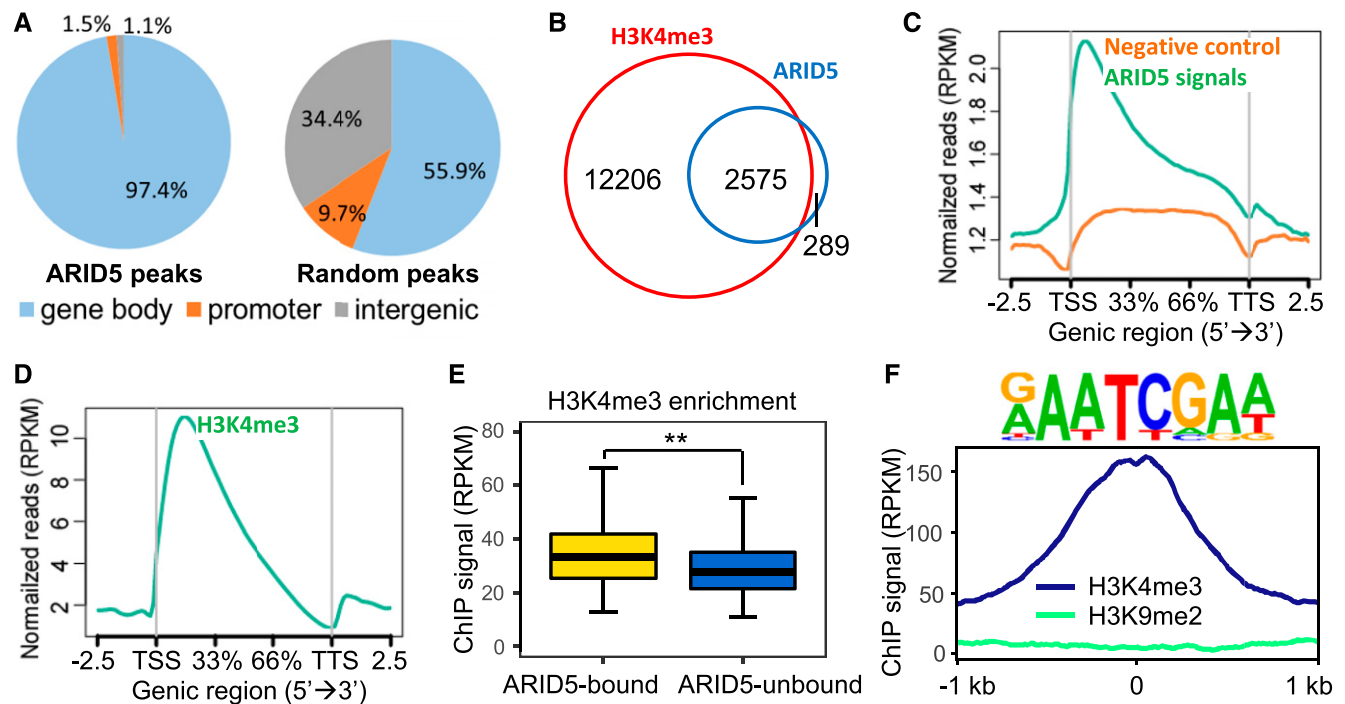 A
1.5%
1.1%
97.4%
ARID5 peaks
34.4%
55.9%
9.7%
Random peaks
gene body
promoter
intergenic
B
H3K4me3
ARID5
12206
2575
289
C
Negative control
ARID5 signals
Normailzed reads (RPKM)
2.0
1.8
1.6
1.4
1.2
-2.5 TSS 33% 66% TTS 2.5
Genic region (5’→3’)
D
H3K4me3
Normailzed reads (RPKM)
10
8
6
4
2
-2.5 TSS 33% 66% TTS 2.5
Genic region (5’→3’)
E
H3K4me3 enrichment
**
ChIP signal (RPKM)
80
60
40
20
0
ARID5-bound ARID5-unbound
F
GAATCGAA
ChIP signal (RPKM)
150
100
50
0
H3K4me3
H3K9me2
-1 kb 0 1 kb